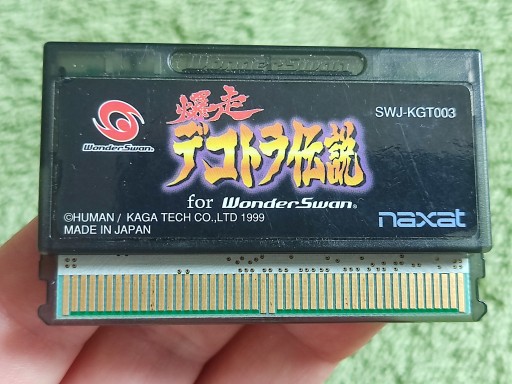 WONDERSWAN
爆走
SWJ-KGT003
デコトラ伝説
WonderSwan®
for WonderSwan®
©HUMAN / KAGA TECH CO.,LTD 1999
MADE IN JAPAN
naxat